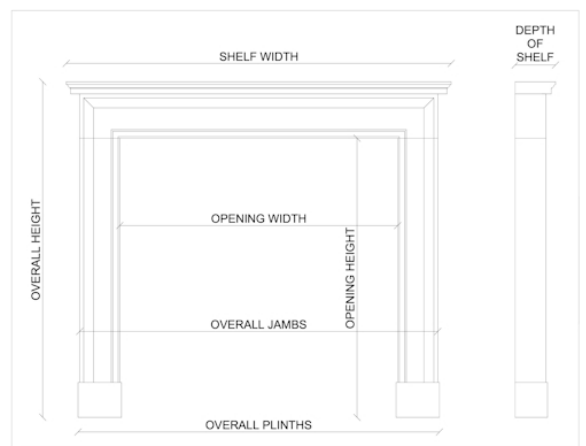 DEPTH
OF
SHELF
SHELF WIDTH
OVERALL HEIGHT
OPENING WIDTH
OPENING HEIGHT
OVERALL JAMBS
OVERALL PLINTHS